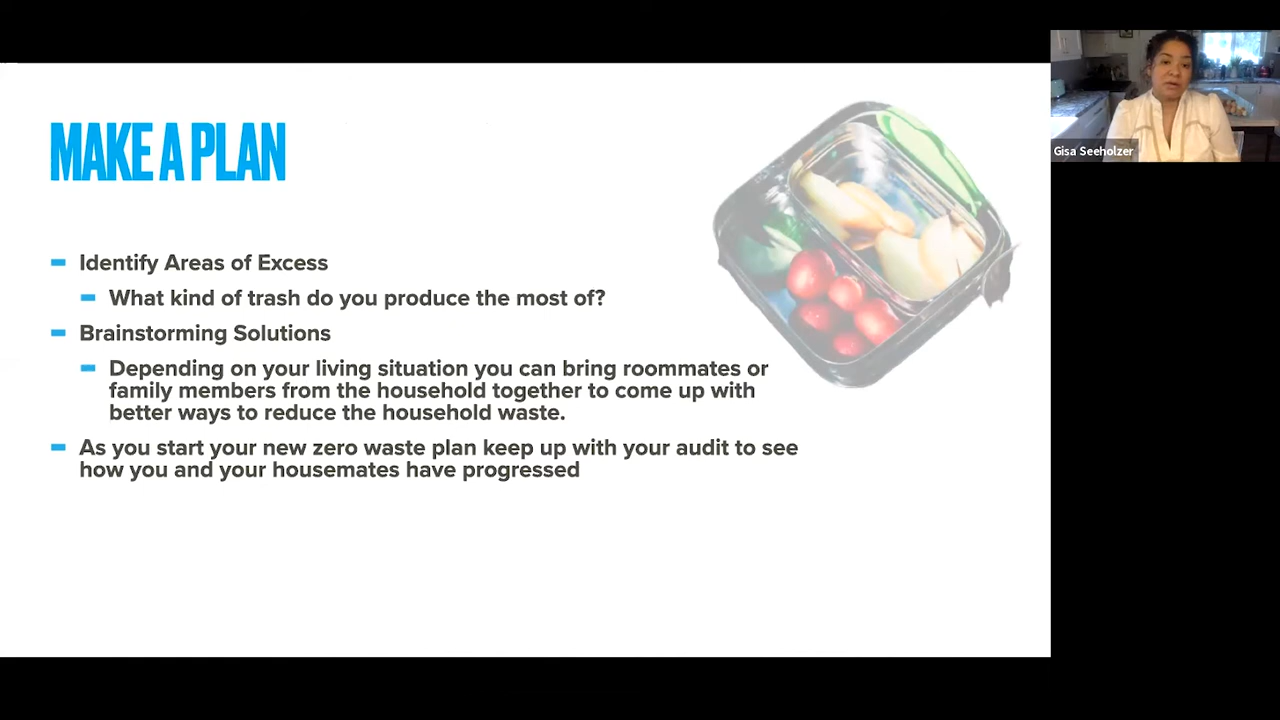 MAKE A PLAN
Identify Areas of Excess
What kind of trash do you produce the most of?
Brainstorming Solutions
Depending on your living situation you can bring roommates or
family members from the household together to come up with
better ways to reduce the household waste.
As you start your new zero waste plan keep up with your audit to see
how you and your housemates have progressed
Gisa Seeholzer